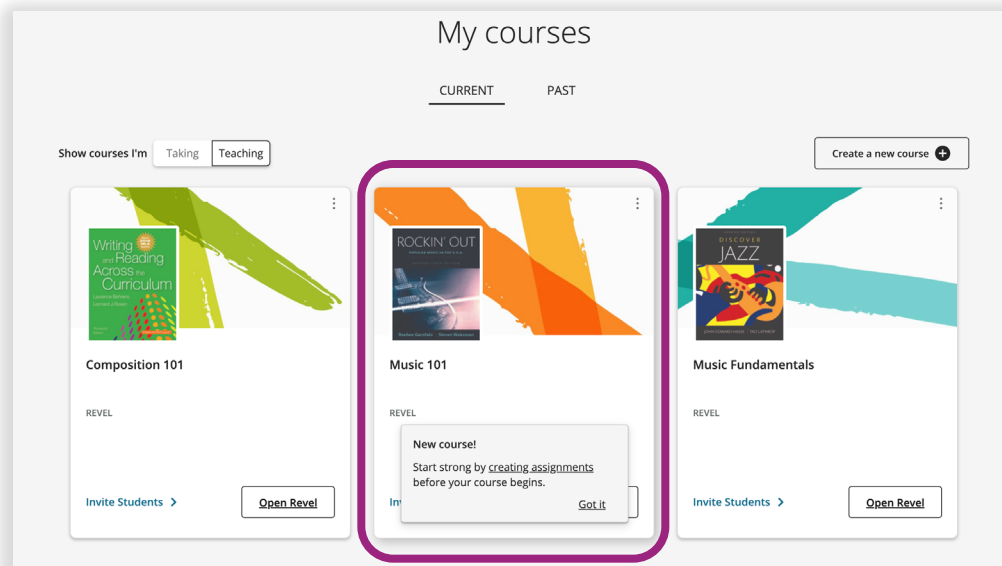 My courses
CURRENT PAST
Show courses I'm Taking Teaching
Create a new course
Writing
and Reading
Across the
Curriculum
ROCKIN' OUT
DISCOVER
JAZZ
Composition 101
Music 101
Music Fundamentals
REVEL
REVEL
REVEL
New course!
Start strong by creating assignments
before your course begins.
Got it
Invite Students
Open Revel
In
Invite Students
Open Revel